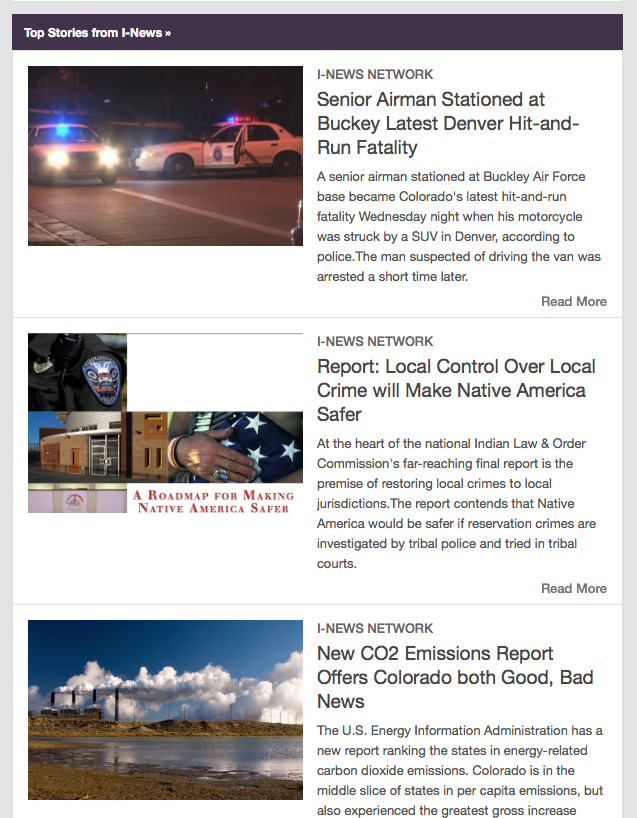 Top Stories from I-News »
I-NEWS NETWORK
Senior Airman Stationed at
Buckey Latest Denver Hit-and-
Run Fatality
A senior airman stationed at Buckley Air Force
base became Colorado's latest hit-and-run
fatality Wednesday night when his motorcycle
was struck by a SUV in Denver, according to
police.The man suspected of driving the van was
arrested a short time later.
Read More
I-NEWS NETWORK
Report: Local Control Over Local
Crime will Make Native America
Safer
At the heart of the national Indian Law & Order
Commission's far-reaching final report is the
premise of restoring local crimes to local
jurisdictions.The report contends that Native
America would be safer if reservation crimes are
investigated by tribal police and tried in tribal
courts.
A Roadmap for Making
Native America Safer
Read More
I-NEWS NETWORK
New CO2 Emissions Report
Offers Colorado both Good, Bad
News
The U.S. Energy Information Administration has a
new report ranking the states in energy-related
carbon dioxide emissions. Colorado is in the
middle slice of states in per capita emissions, but
also experienced the greatest gross increase